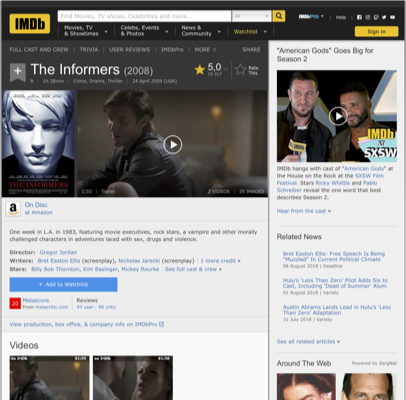 IMDb
Find Movies, TV shows, Celebrities and more...
All
IMDbPro
Help
Movies, TV
& Showtimes
Celebs, Events
& Photos
News &
Community
Watchlist
Sign in
FULL CAST AND CREW
TRIVIA
USER REVIEWS
IMDbPro
MORE
SHARE
The Informers (2008)
5,0
Rate
This
1h 38min | Crime, Drama, Thriller | 24 April 2009 (USA)
THE INFORMERS
1:55 | Trailer
2 VIDEOS | 25 IMAGES
On Disc
at Amazon
One week in L.A. in 1983, featuring movie executives, rock stars, a vampire and other morally
challenged characters in adventures laced with sex, drugs and violence.
Director: Gregor Jordan
Writers: Bret Easton Ellis (screenplay), Nicholas Jarecki (screenplay) | 1 more credit »
Stars: Billy Bob Thornton, Kim Basinger, Mickey Rourke | See full cast & crew »
+ Add to Watchlist
20
Metascore
From metacritic.com
Reviews
93 user | 96 critic
View production, box office, & company info on IMDbPro
Videos
"American Gods" Goes Big for
Season 2
IMDb
at
SXSW
IMDb hangs with cast of "American Gods" at
the House on the Rock at the SXSW Film
Festival. Stars Ricky Whittle and Pablo
Schreiber reveal the one word that best
describes Season 2.
Hear from the cast »
Related News
Bret Easton Ellis: Free Speech Is Being
"Muzzled" In Current Political Climate
08 August 2018 | Deadline
Hulu's 'Less Than Zero' Pilot Adds Six to
Cast, Including 'Dead of Summer' Alum
01 August 2018 | Variety
Austin Abrams Lands Lead in Hulu's 'Less
Than Zero' Adaptation
31 July 2018 | Variety
See all related articles »
Around The Web
Powered by ZergNet